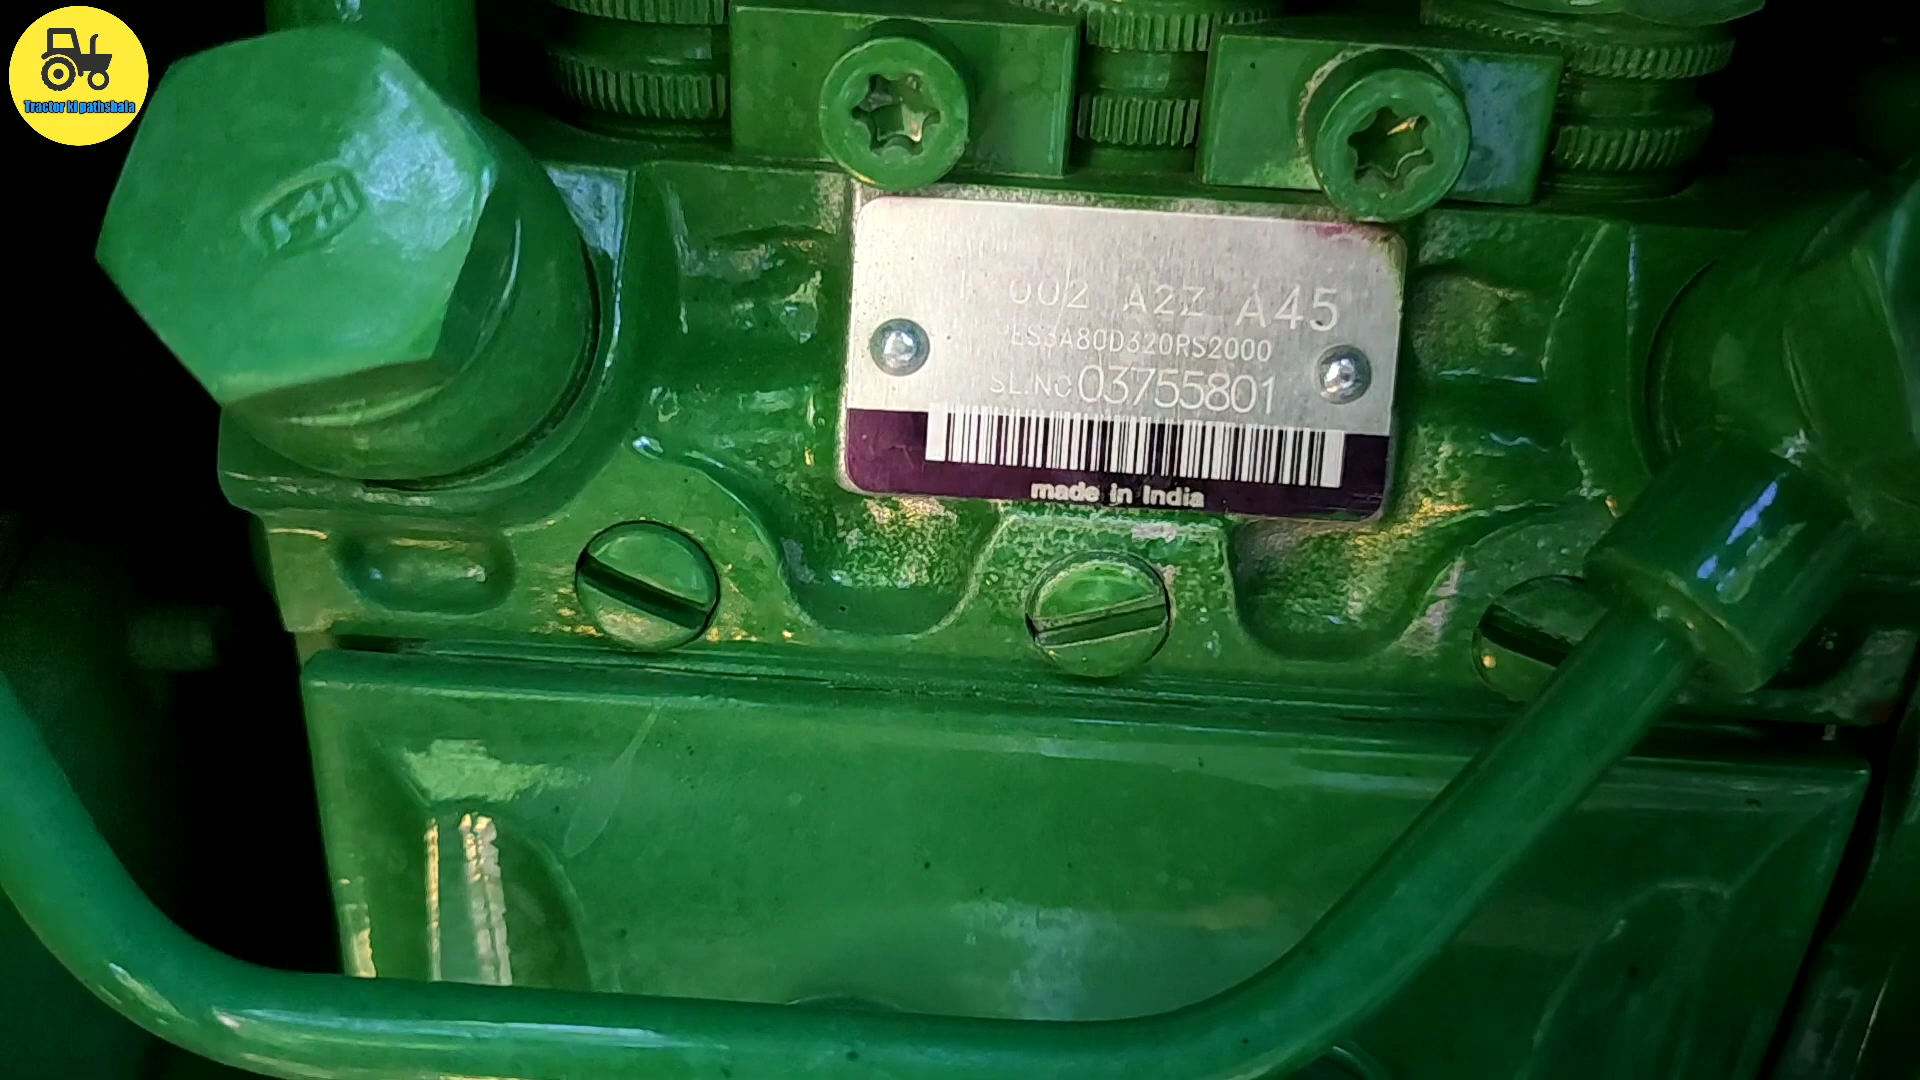 Tractor ki pathshala
002 A2Z A45
ES3A80D320RS2000
SL.NO 03755801
made in India